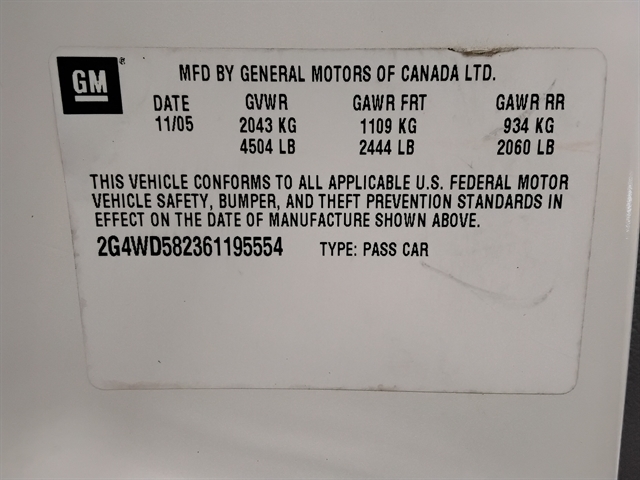 GM®
MFD BY GENERAL MOTORS OF CANADA LTD.
DATE GVWR GAWR FRT GAWR RR
11/05 2043 KG 1109 KG 934 KG
4504 LB 2444 LB 2060 LB
THIS VEHICLE CONFORMS TO ALL APPLICABLE U.S. FEDERAL MOTOR
VEHICLE SAFETY, BUMPER, AND THEFT PREVENTION STANDARDS IN
EFFECT ON THE DATE OF MANUFACTURE SHOWN ABOVE.
2G4WD582361195554 TYPE: PASS CAR